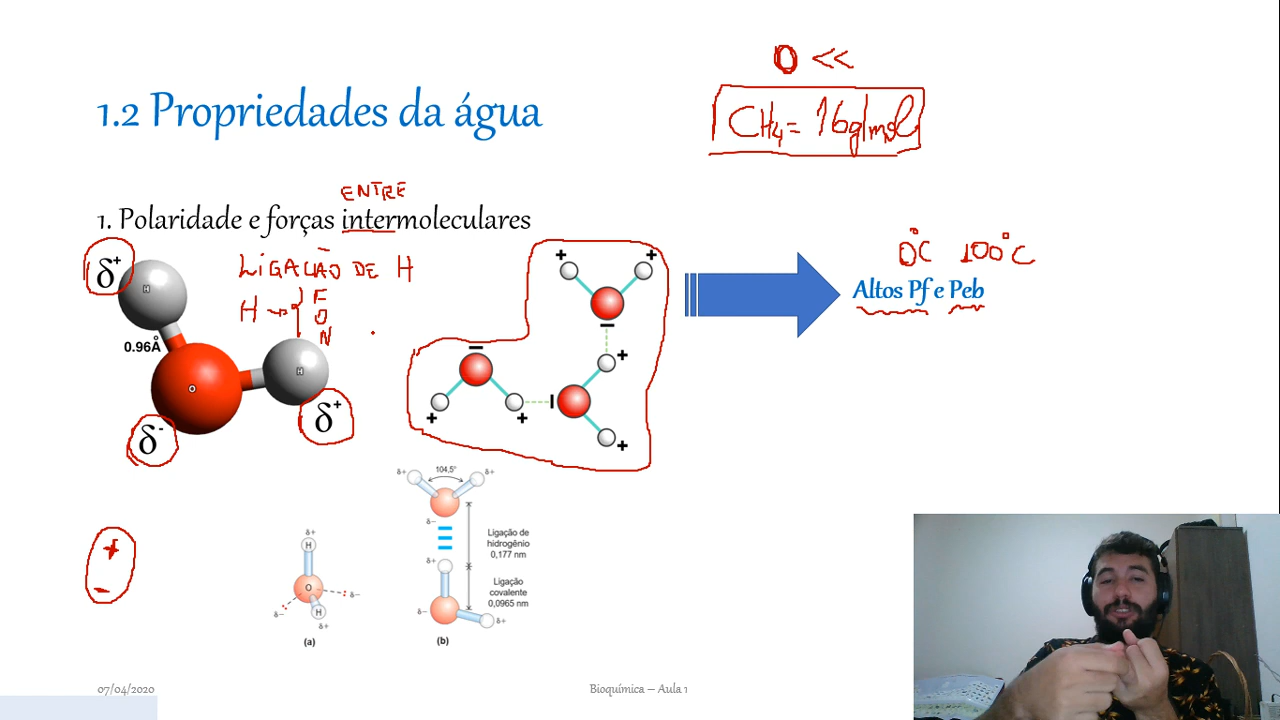 O <<
CH4 = 16g/mol
1.2 Propriedades da água
ENTRE
1. Polaridade e forças intermoleculares
LIGAÇÃO DE H
H → F
O
N
δ+
H
0.96Å
O
H
δ+
δ-
+ +
−
+
− −
+ + +
0°C 100°C
Altos Pf e Peb
+
-
δ+
H
O
δ−
δ−
H
δ+
(a)
104,5°
δ+ δ+
δ−
Ligação de
hidrogênio
0,177 nm
δ+
Ligação
covalente
0,0965 nm
δ−
δ+
(b)
07/04/2020
Bioquímica – Aula 1